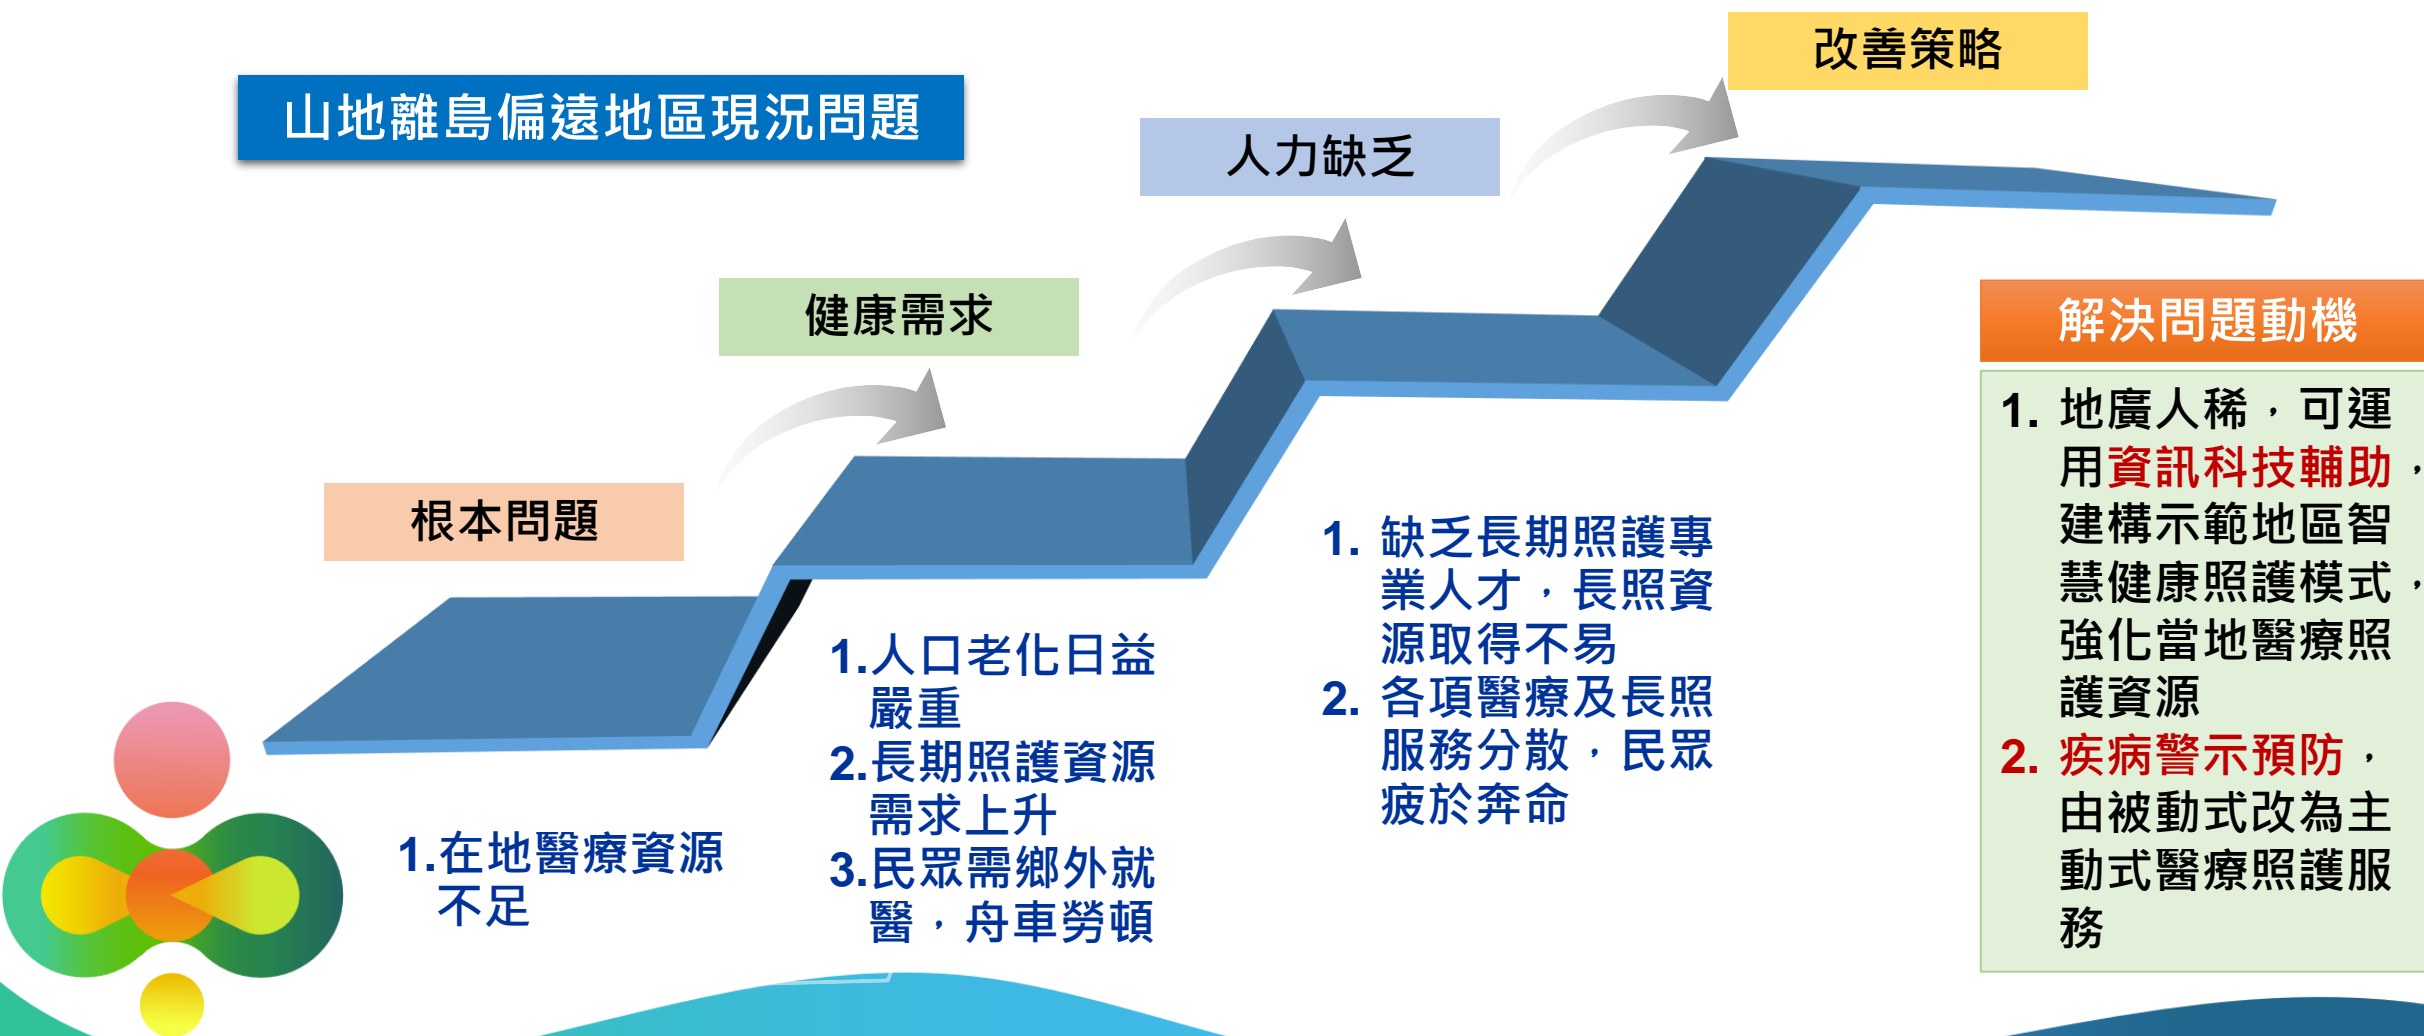 山地離島偏遠地區現況問題
改善策略
人力缺乏
健康需求
根本問題
1.在地醫療資源
不足
1.人口老化日益
嚴重
2.長期照護資源
需求上升
3.民眾需鄉外就
醫，舟車勞頓
1. 缺乏長期照護專
業人才，長照資
源取得不易
2. 各項醫療及長照
服務分散，民眾
疲於奔命
解決問題動機
1. 地廣人稀，可運
用資訊科技輔助，
建構示範地區智
慧健康照護模式，
強化當地醫療照
護資源
2. 疾病警示預防，
由被動式改為主
動式醫療照護服
務